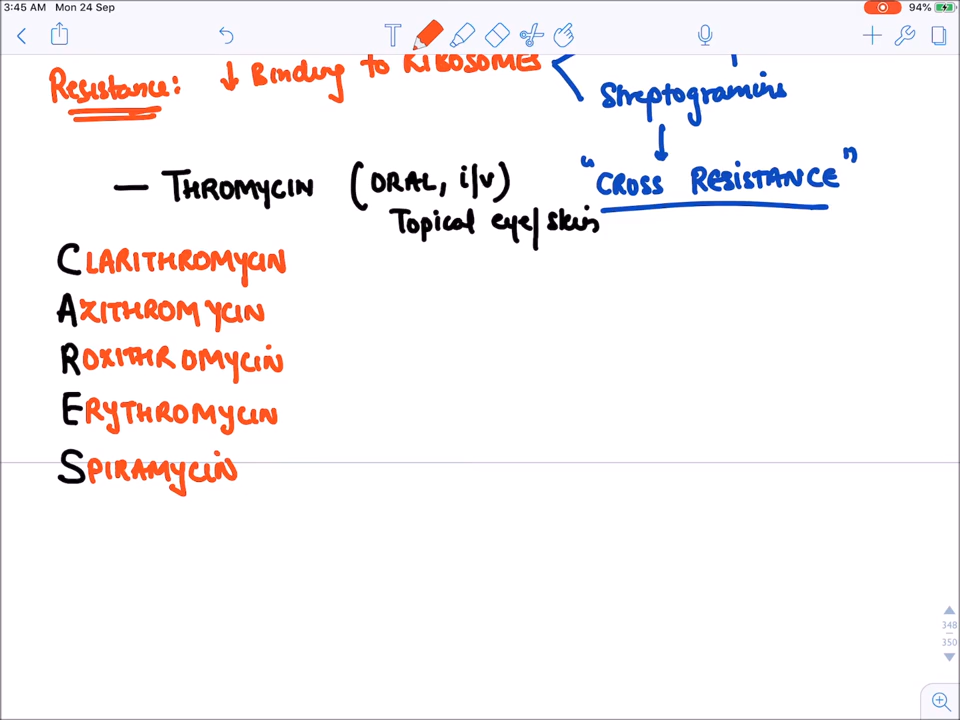 3:45 AM Mon 24 Sep 94%
T
Resistance: ↓ Binding to RIBOSOMES
Streptogramins
↓
"CROSS RESISTANCE"
— THROMYCIN (ORAL, i/v)
Topical eye/skin
CLARITHROMYCIN
AZITHROMYCIN
ROXITHROMYCIN
ERYTHROMYCIN
SPIRAMYCIN
348
350